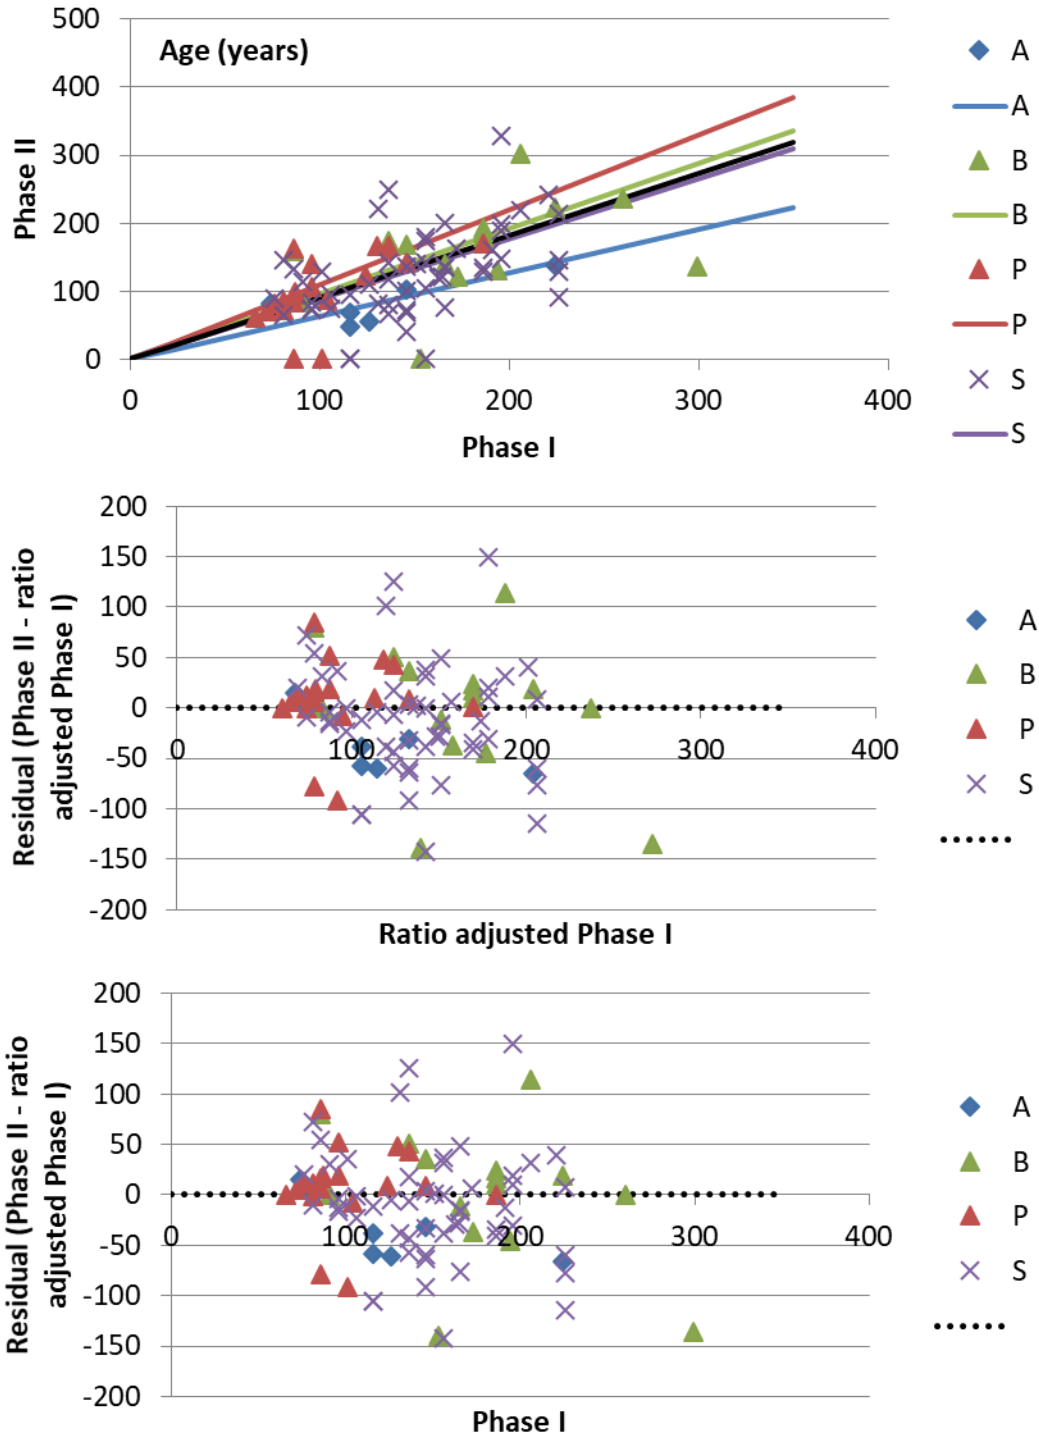 500
400
300
200
100
0
Age (years)
Phase II
0 100 200 300 400
Phase I
A
A
B
B
P
P
S
S
200
150
100
50
0
-50
-100
-150
-200
Residual (Phase II - ratio
adjusted Phase I)
0 100 200 300 400
Ratio adjusted Phase I
A
B
P
S
200
150
100
50
0
-50
-100
-150
-200
Residual (Phase II - ratio
adjusted Phase I)
0 100 200 300 400
Phase I
A
B
P
S